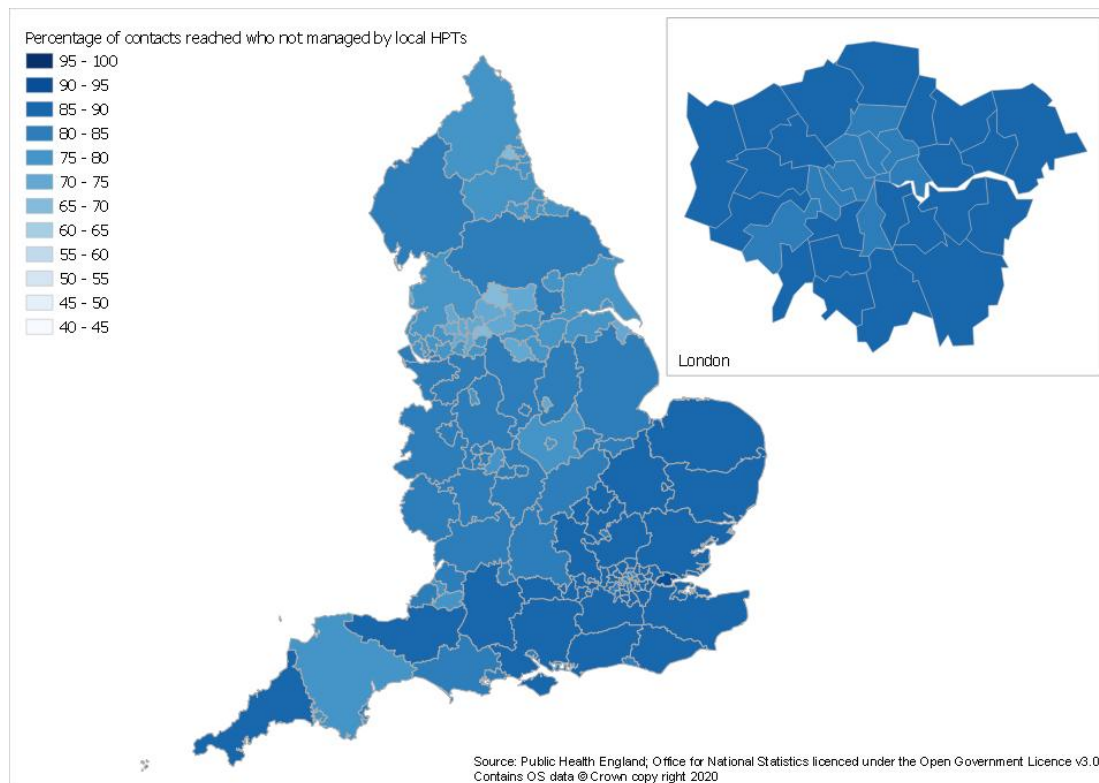 Percentage of contacts reached who not managed by local HPTs
95 - 100
90 - 95
85 - 90
80 - 85
75 - 80
70 - 75
65 - 70
60 - 65
55 - 60
50 - 55
45 - 50
40 - 45
London
Source: Public Health England; Office for National Statistics licenced under the Open Government Licence v3.0
Contains OS data © Crown copy right 2020